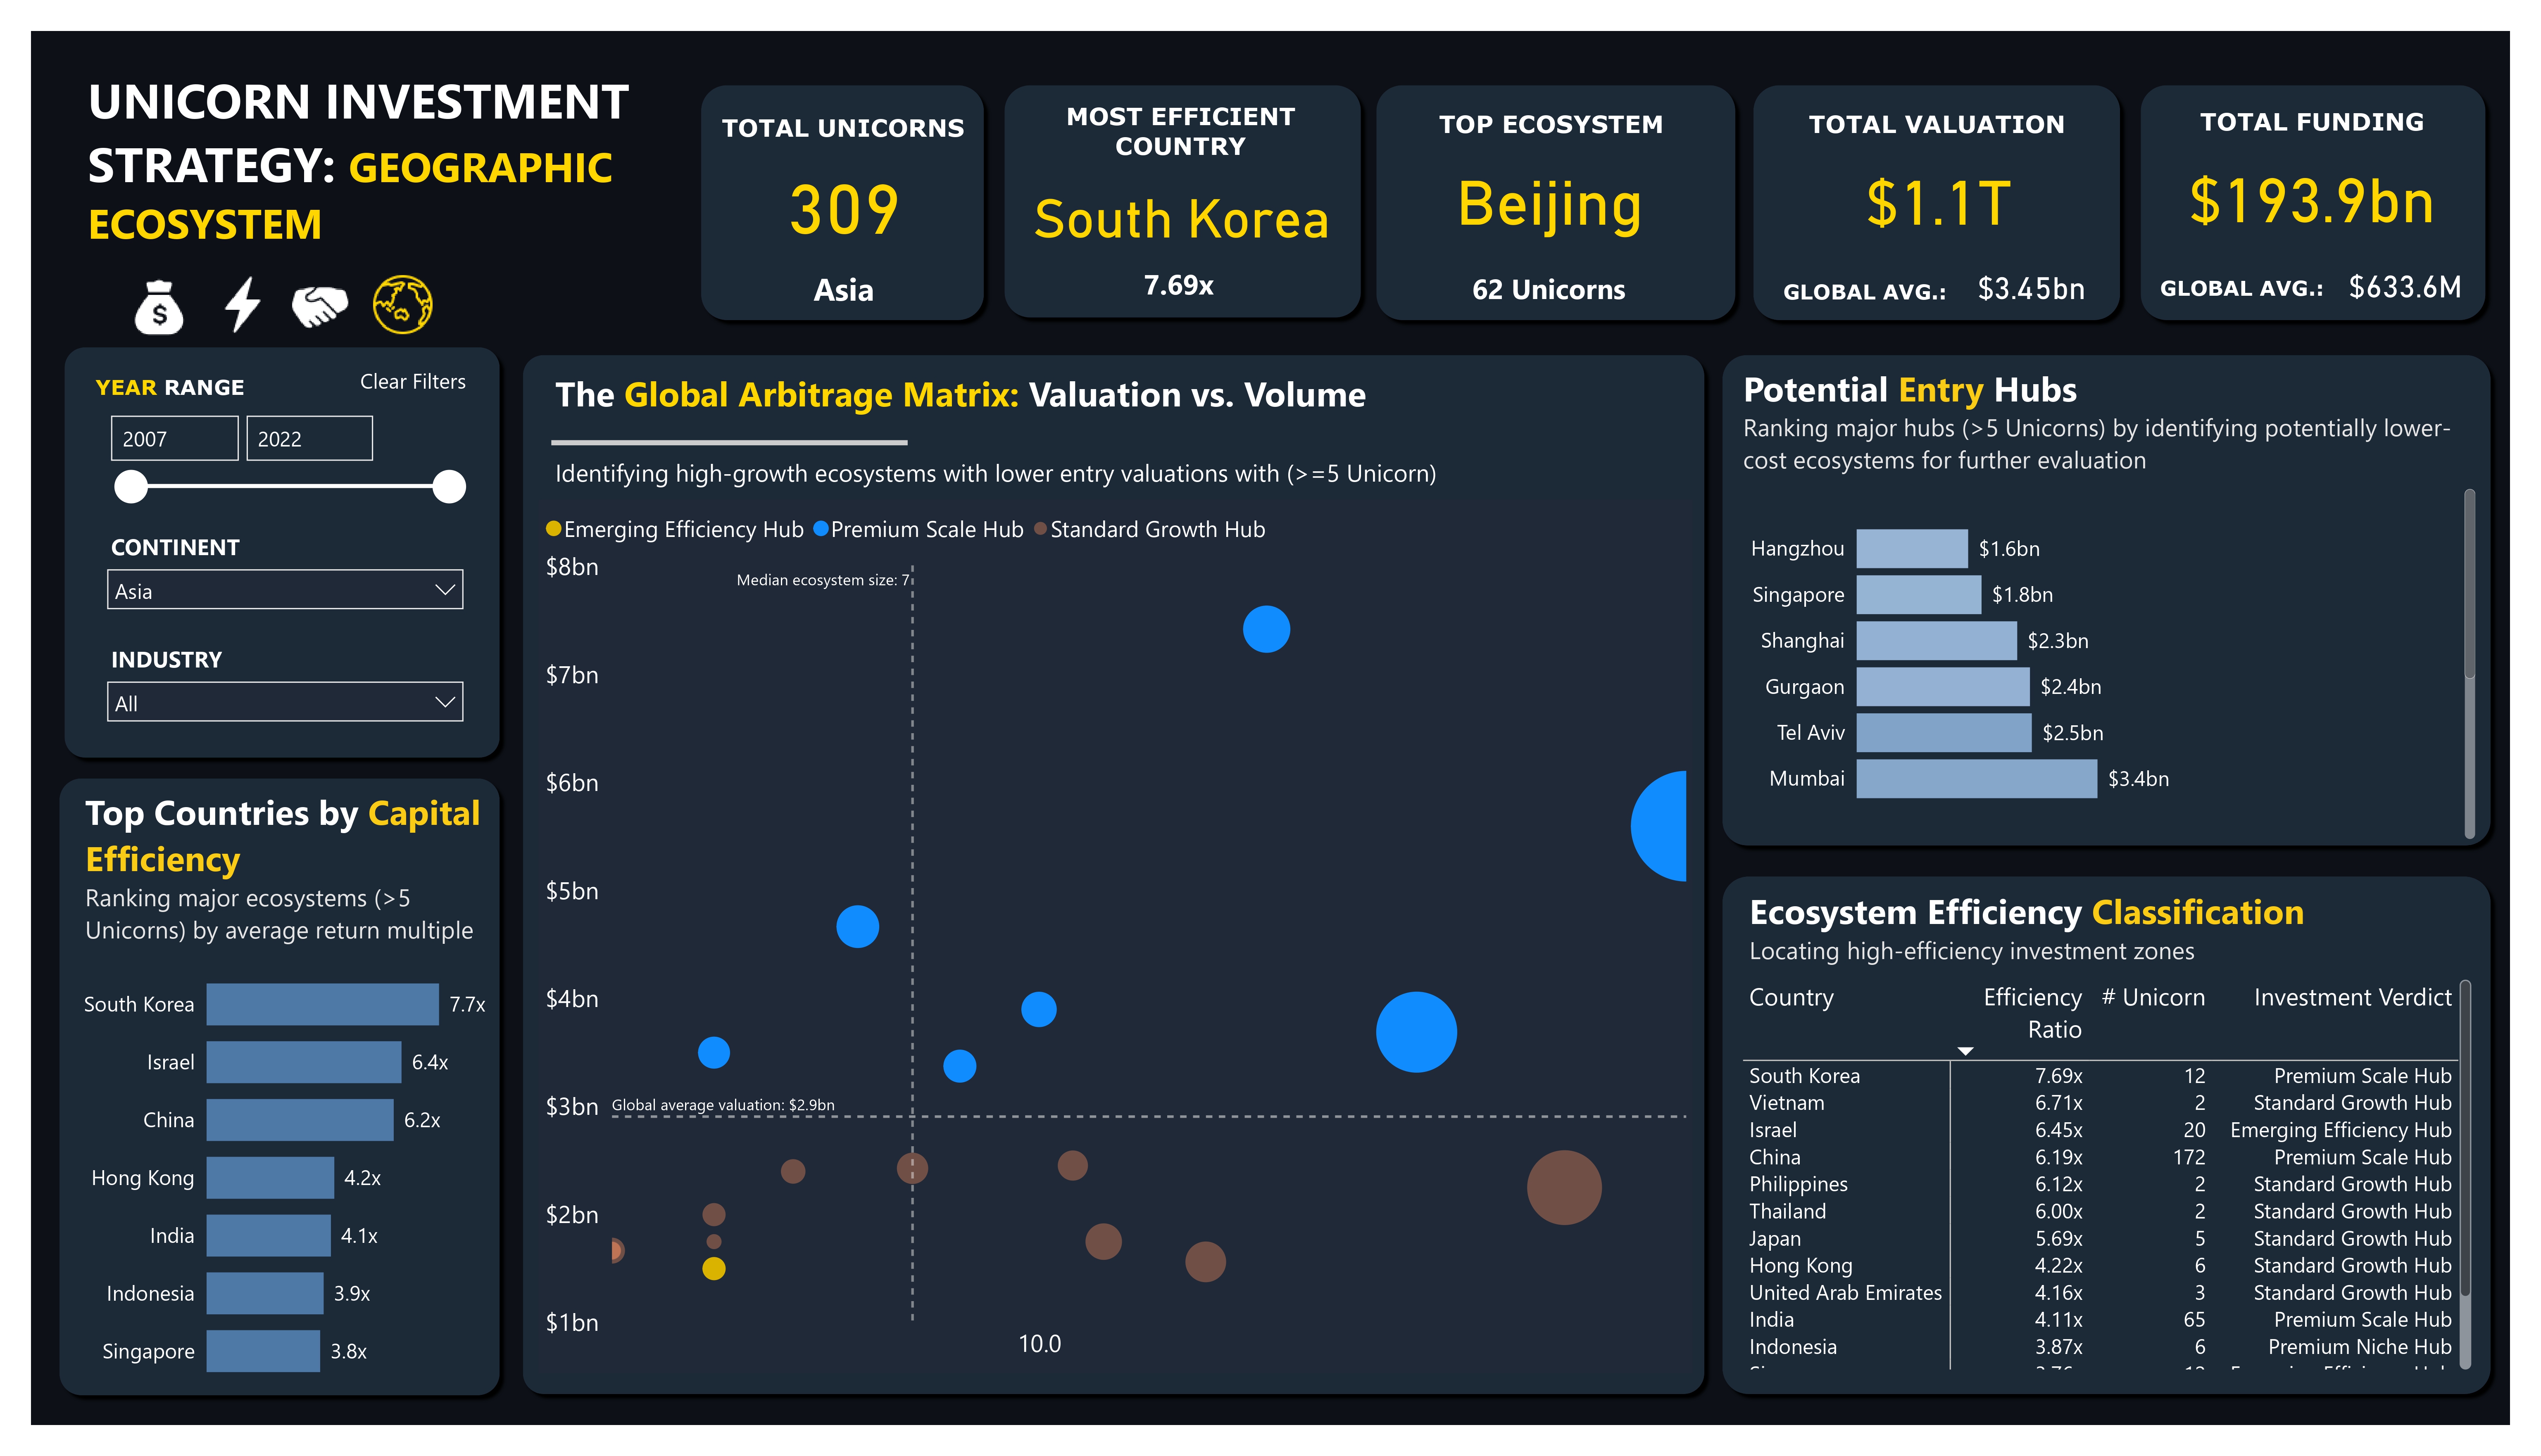 UNICORN INVESTMENT
STRATEGY: GEOGRAPHIC
ECOSYSTEM
TOTAL UNICORNS
309
Asia
MOST EFFICIENT
COUNTRY
South Korea
7.69x
TOP ECOSYSTEM
Beijing
62 Unicorns
TOTAL VALUATION
$1.1T
GLOBAL AVG.: $3.45bn
TOTAL FUNDING
$193.9bn
GLOBAL AVG.: $633.6M
YEAR RANGE
Clear Filters
2007 2022
CONTINENT
Asia
INDUSTRY
All
Top Countries by Capital
Efficiency
Ranking major ecosystems (>5
Unicorns) by average return multiple
South Korea 7.7x
Israel 6.4x
China 6.2x
Hong Kong 4.2x
India 4.1x
Indonesia 3.9x
Singapore 3.8x
The Global Arbitrage Matrix: Valuation vs. Volume
Identifying high-growth ecosystems with lower entry valuations with (>=5 Unicorn)
Emerging Efficiency Hub Premium Scale Hub Standard Growth Hub
$8bn
Median ecosystem size: 7
$7bn
$6bn
$5bn
$4bn
$3bn
Global average valuation: $2.9bn
$2bn
$1bn
10.0
Potential Entry Hubs
Ranking major hubs (>5 Unicorns) by identifying potentially lower-
cost ecosystems for further evaluation
Hangzhou $1.6bn
Singapore $1.8bn
Shanghai $2.3bn
Gurgaon $2.4bn
Tel Aviv $2.5bn
Mumbai $3.4bn
Ecosystem Efficiency Classification
Locating high-efficiency investment zones
Country Efficiency Ratio # Unicorn Investment Verdict
South Korea 7.69x 12 Premium Scale Hub
Vietnam 6.71x 2 Standard Growth Hub
Israel 6.45x 20 Emerging Efficiency Hub
China 6.19x 172 Premium Scale Hub
Philippines 6.12x 2 Standard Growth Hub
Thailand 6.00x 2 Standard Growth Hub
Japan 5.69x 5 Standard Growth Hub
Hong Kong 4.22x 6 Standard Growth Hub
United Arab Emirates 4.16x 3 Standard Growth Hub
India 4.11x 65 Premium Scale Hub
Indonesia 3.87x 6 Premium Niche Hub